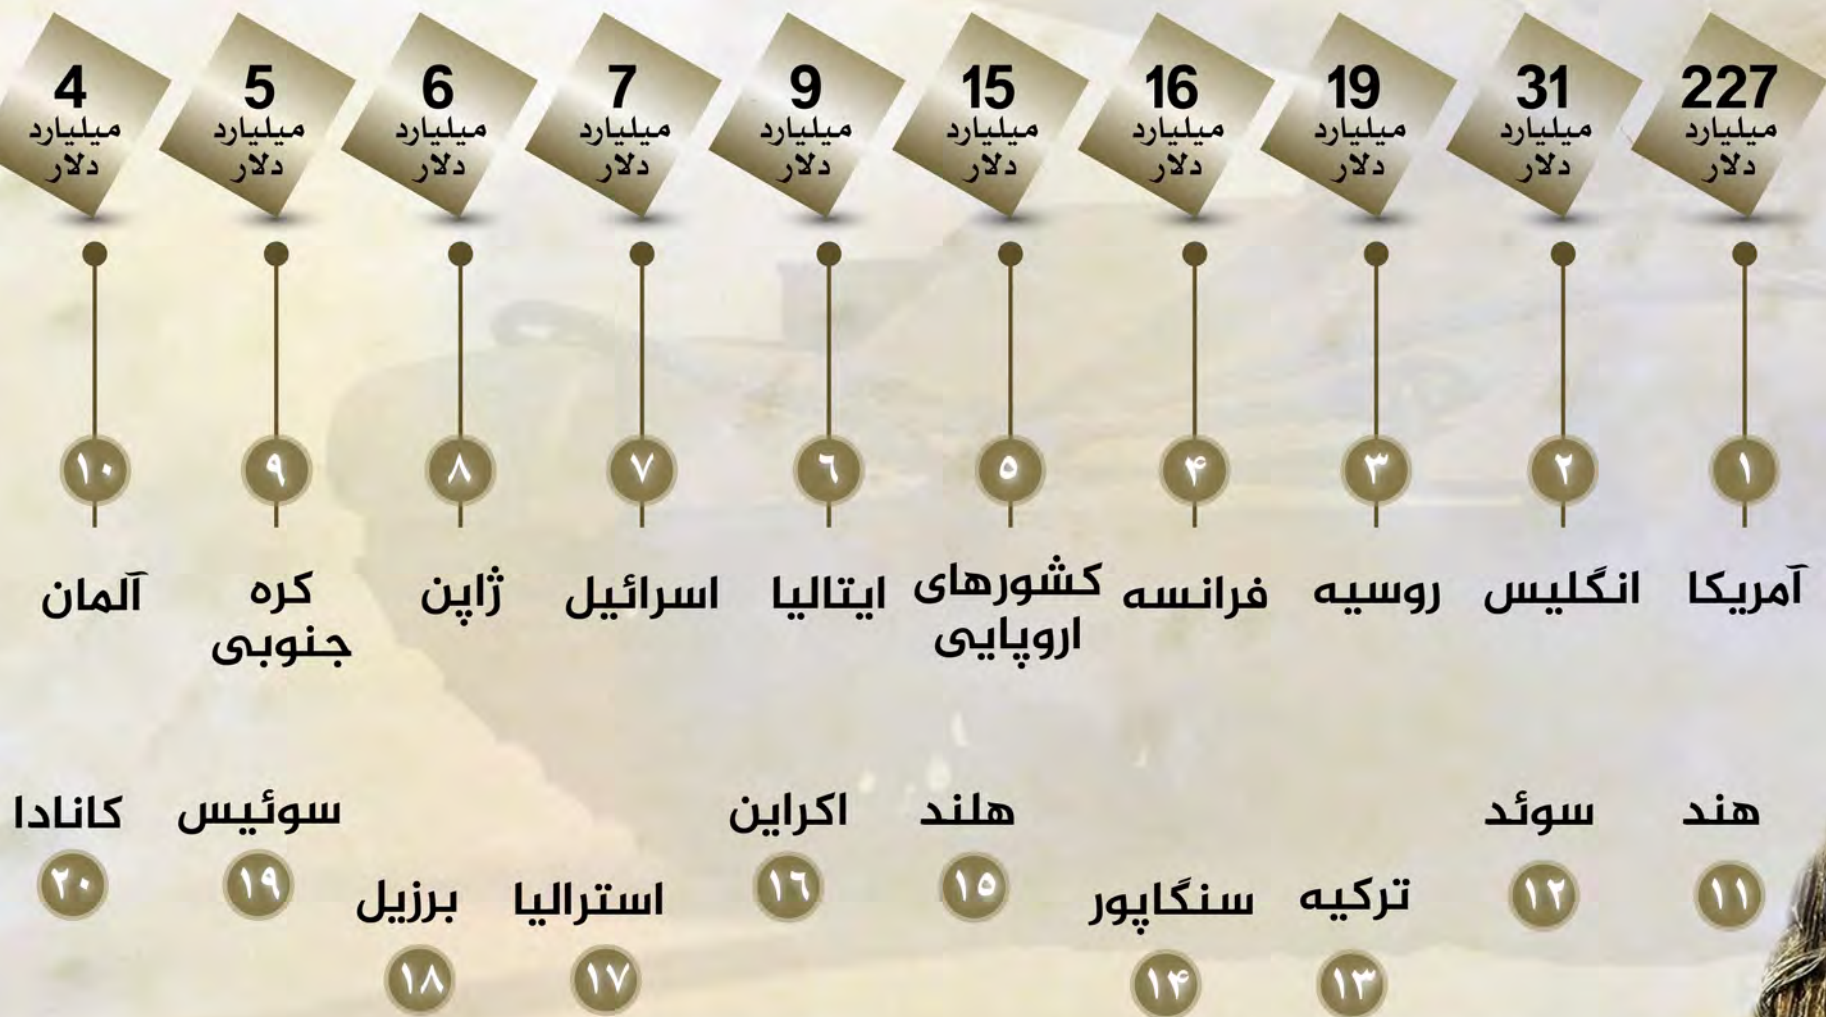 227
میلیارد
دلار
31
میلیارد
دلار
19
میلیارد
دلار
16
میلیارد
دلار
15
میلیارد
دلار
9
میلیارد
دلار
7
میلیارد
دلار
6
میلیارد
دلار
5
میلیارد
دلار
4
میلیارد
دلار
۱
۲
۳
۴
۵
۶
۷
۸
۹
۱۰
آمریکا
انگلیس
روسیه
فرانسه
کشورهای
اروپایی
ایتالیا
اسرائیل
ژاپن
کره
جنوبی
آلمان
هند
۱۱
سوئد
۱۲
ترکیه
۱۳
سنگاپور
۱۴
هلند
۱۵
اکراین
۱۶
استرالیا
۱۷
برزیل
۱۸
سوئیس
۱۹
کانادا
۲۰